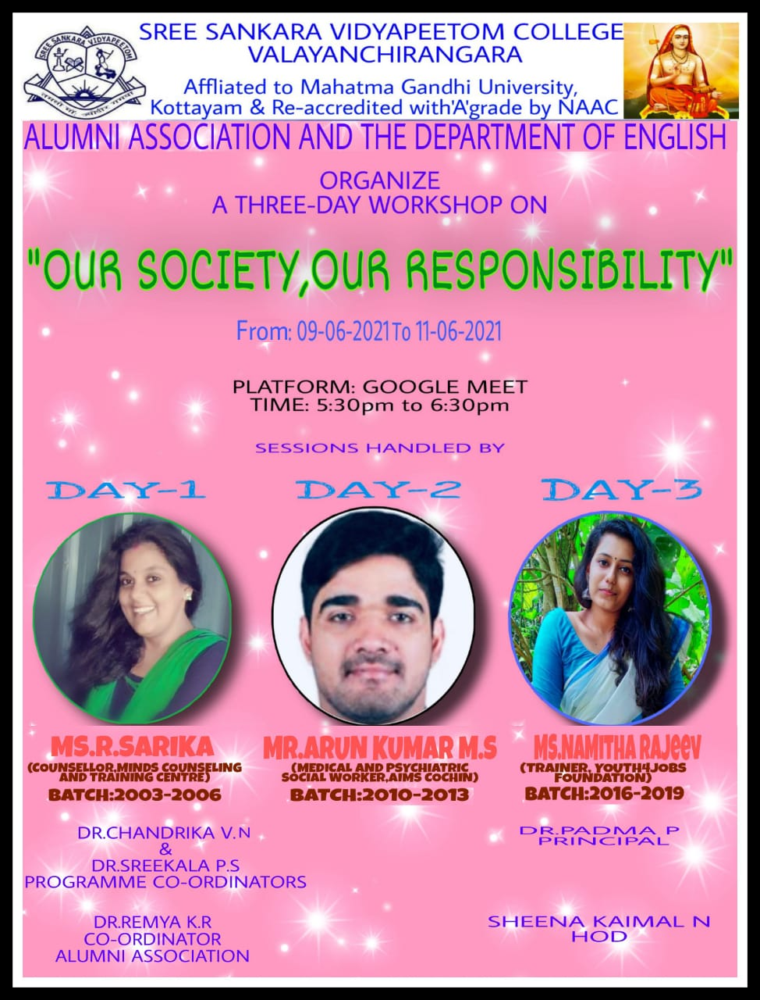 SREE SANKARA VIDYAPEETOM
SREE SANKARA VIDYAPEETOM COLLEGE
VALAYANCHIRANGARA
Affliated to Mahatma Gandhi University,
Kottayam & Re-accredited with'A'grade by NAAC
ALUMNI ASSOCIATION AND THE DEPARTMENT OF ENGLISH
ORGANIZE
A THREE-DAY WORKSHOP ON
"OUR SOCIETY,OUR RESPONSIBILITY"
From: 09-06-2021 To 11-06-2021
PLATFORM: GOOGLE MEET
TIME: 5:30pm to 6:30pm
SESSIONS HANDLED BY
DAY-1
MS.R.SARIKA
(COUNSELLOR,MINDS COUNSELING
AND TRAINING CENTRE)
BATCH:2003-2006
DAY-2
MR.ARUN KUMAR M.S
(MEDICAL AND PSYCHIATRIC
SOCIAL WORKER,AIMS COCHIN)
BATCH:2010-2013
DAY-3
MS.NAMITHA RAJeev
(TRAINER, YOUTH4JOBS
FOUNDATION)
BATCH:2016-2019
DR.CHANDRIKA V.N
&
DR.SREEKALA P.S
PROGRAMME CO-ORDINATORS
DR.PADMA P
PRINCIPAL
DR.REMYA K.R
CO-ORDINATOR
ALUMNI ASSOCIATION
SHEENA KAIMAL N
HOD